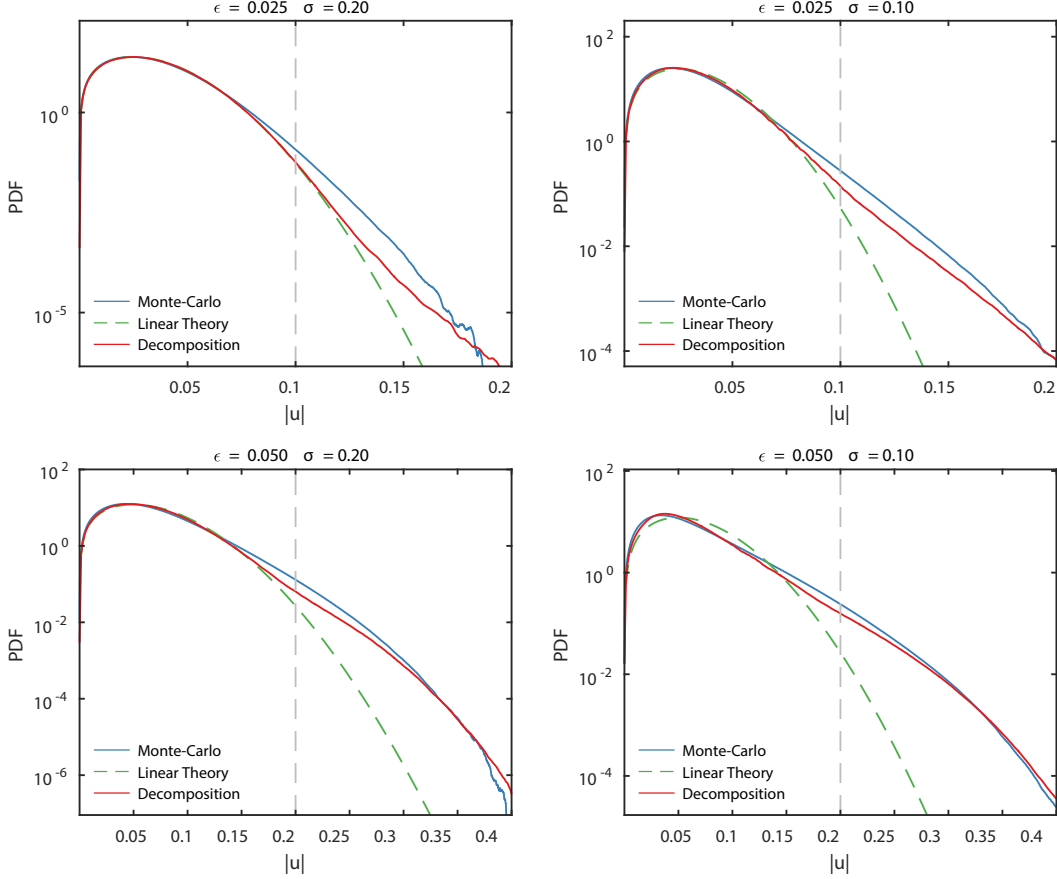 ϵ = 0.025 σ = 0.20
PDF
10^0
10^-5
Monte-Carlo
Linear Theory
Decomposition
0.05 0.1 0.15 0.2
|u|
ϵ = 0.025 σ = 0.10
PDF
10^2
10^0
10^-2
10^-4
Monte-Carlo
Linear Theory
Decomposition
0.05 0.1 0.15 0.2
|u|
ϵ = 0.050 σ = 0.20
PDF
10^2
10^0
10^-2
10^-4
10^-6
Monte-Carlo
Linear Theory
Decomposition
0.05 0.1 0.15 0.2 0.25 0.3 0.35 0.4
|u|
ϵ = 0.050 σ = 0.10
PDF
10^2
10^0
10^-2
10^-4
Monte-Carlo
Linear Theory
Decomposition
0.05 0.1 0.15 0.2 0.25 0.3 0.35 0.4
|u|